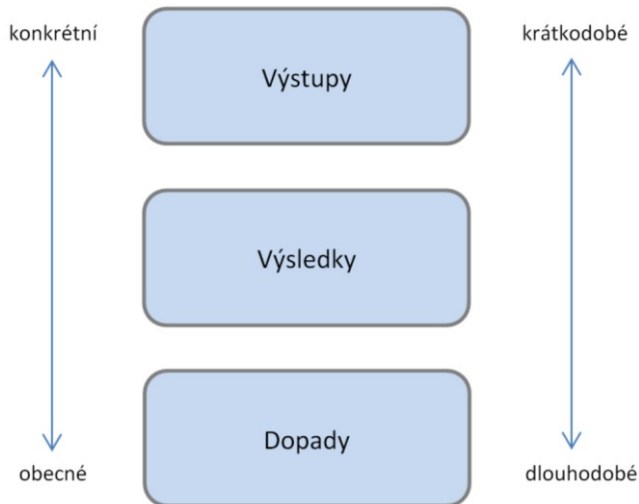 konkrétní
krátkodobé
Výstupy
Výsledky
Dopady
obecné
dlouhodobé